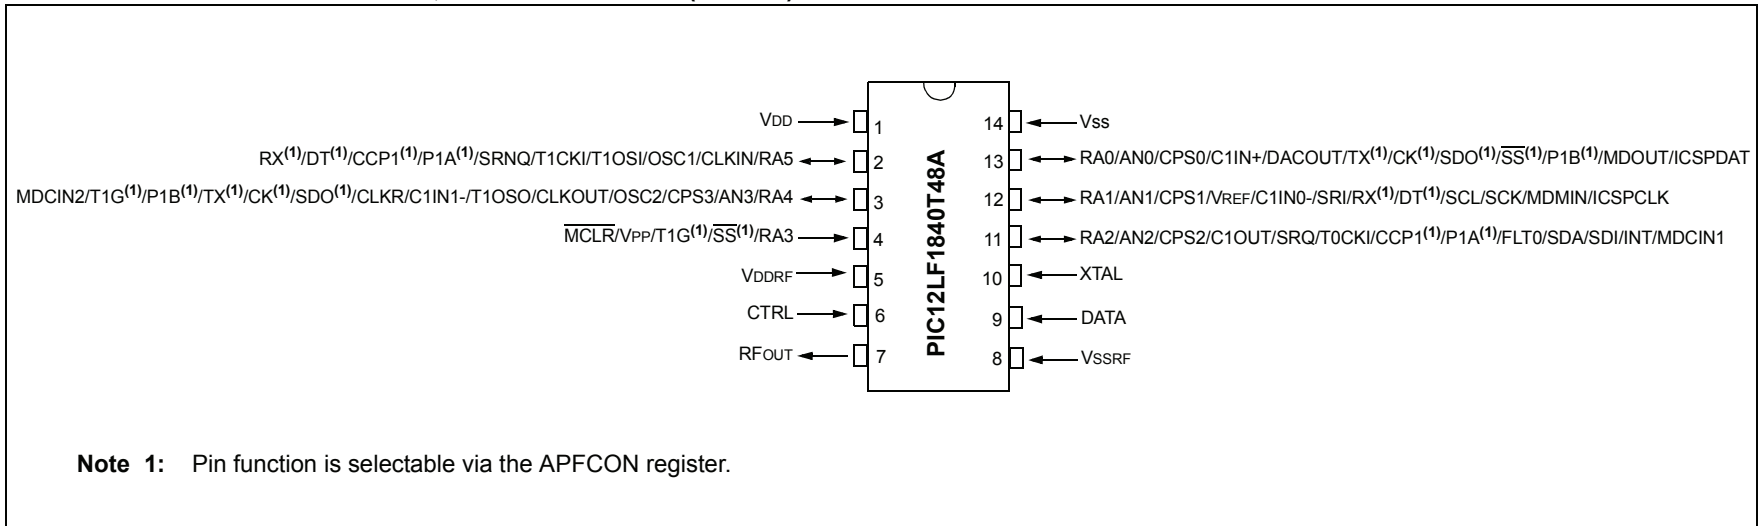 VDD
RX(1)/DT(1)/CCP1(1)/P1A(1)/SRNQ/T1CKI/T1OSI/OSC1/CLKIN/RA5
MDCIN2/T1G(1)/P1B(1)/TX(1)/CK(1)/SDO(1)/CLKR/C1IN1-/T1OSO/CLKOUT/OSC2/CPS3/AN3/RA4
MCLR/VPP/T1G(1)/SS(1)/RA3
VDDRF
CTRL
RFOUT
1
2
3
4
5
6
7
PIC12LF1840T48A
14
13
12
11
10
9
8
Vss
RA0/AN0/CPS0/C1IN+/DACOUT/TX(1)/CK(1)/SDO(1)/SS(1)/P1B(1)/MDOUT/ICSPDAT
RA1/AN1/CPS1/VREF/C1IN0-/SRI/RX(1)/DT(1)/SCL/SCK/MDMIN/ICSPCLK
RA2/AN2/CPS2/C1OUT/SRQ/T0CKI/CCP1(1)/P1A(1)/FLT0/SDA/SDI/INT/MDCIN1
XTAL
DATA
VSSRF
Note 1: Pin function is selectable via the APFCON register.